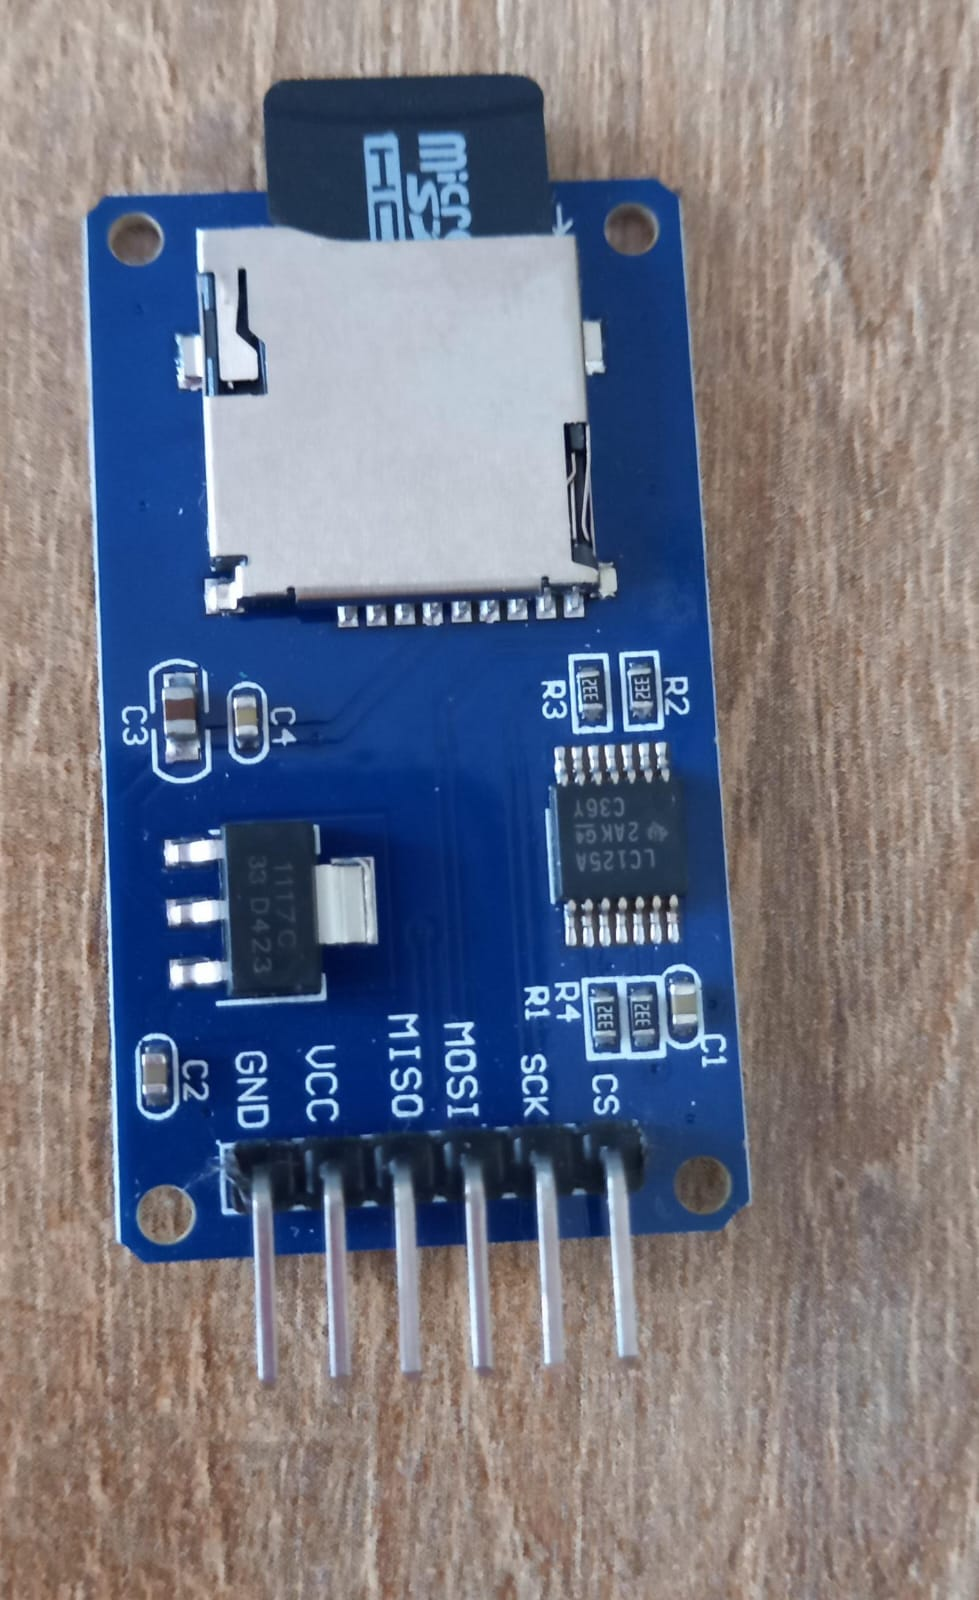 micro
SD
HC
R3
R2
C3
C4
LC125A
2AKG4
C36Y
1117C
33 D423
R1
R4
C1
C2
GND
VCC
MISO
MOSI
SCK
CS